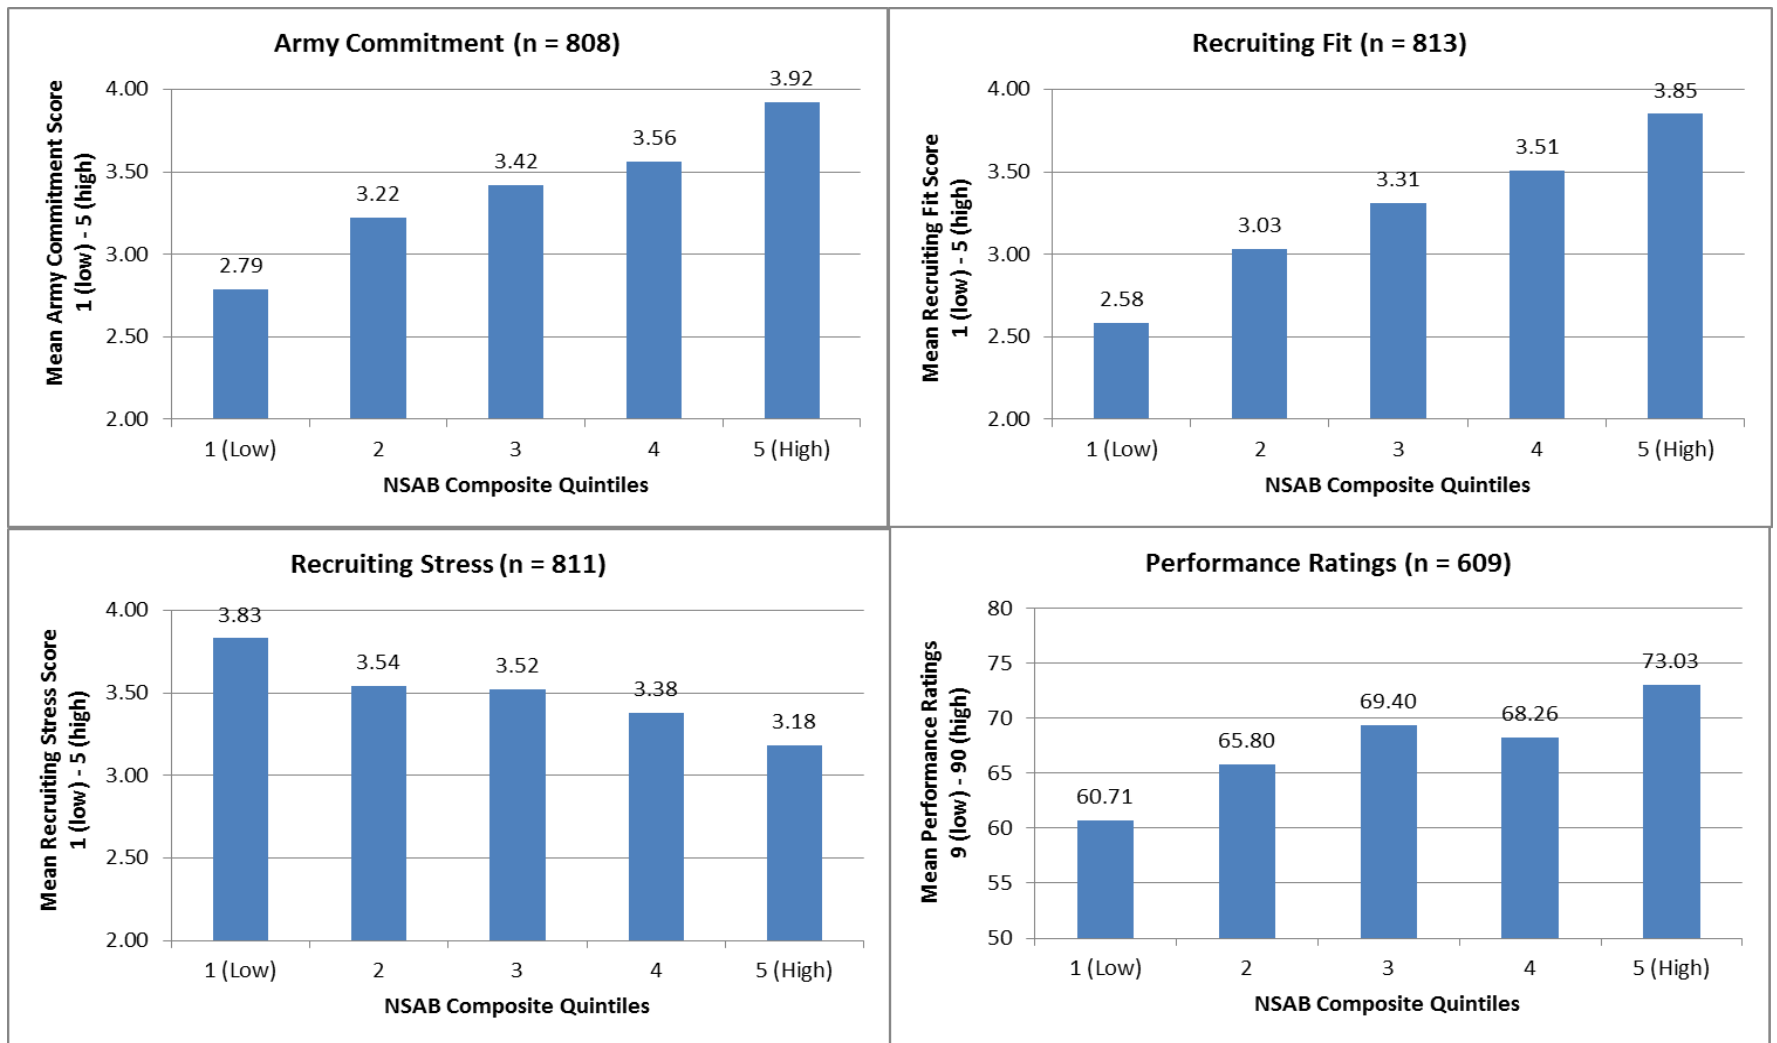 Army Commitment (n = 808)
Mean Army Commitment Score
1 (low) - 5 (high)
4.00
3.50
3.00
2.50
2.00
2.79
3.22
3.42
3.56
3.92
1 (Low)
2
3
4
5 (High)
NSAB Composite Quintiles
Recruiting Fit (n = 813)
Mean Recruiting Fit Score
1 (low) - 5 (high)
4.00
3.50
3.00
2.50
2.00
2.58
3.03
3.31
3.51
3.85
1 (Low)
2
3
4
5 (High)
NSAB Composite Quintiles
Recruiting Stress (n = 811)
Mean Recruiting Stress Score
1 (low) - 5 (high)
4.00
3.50
3.00
2.50
2.00
3.83
3.54
3.52
3.38
3.18
1 (Low)
2
3
4
5 (High)
NSAB Composite Quintiles
Performance Ratings (n = 609)
Mean Performance Ratings
9 (low) - 90 (high)
80
75
70
65
60
55
50
60.71
65.80
69.40
68.26
73.03
1 (Low)
2
3
4
5 (High)
NSAB Composite Quintiles